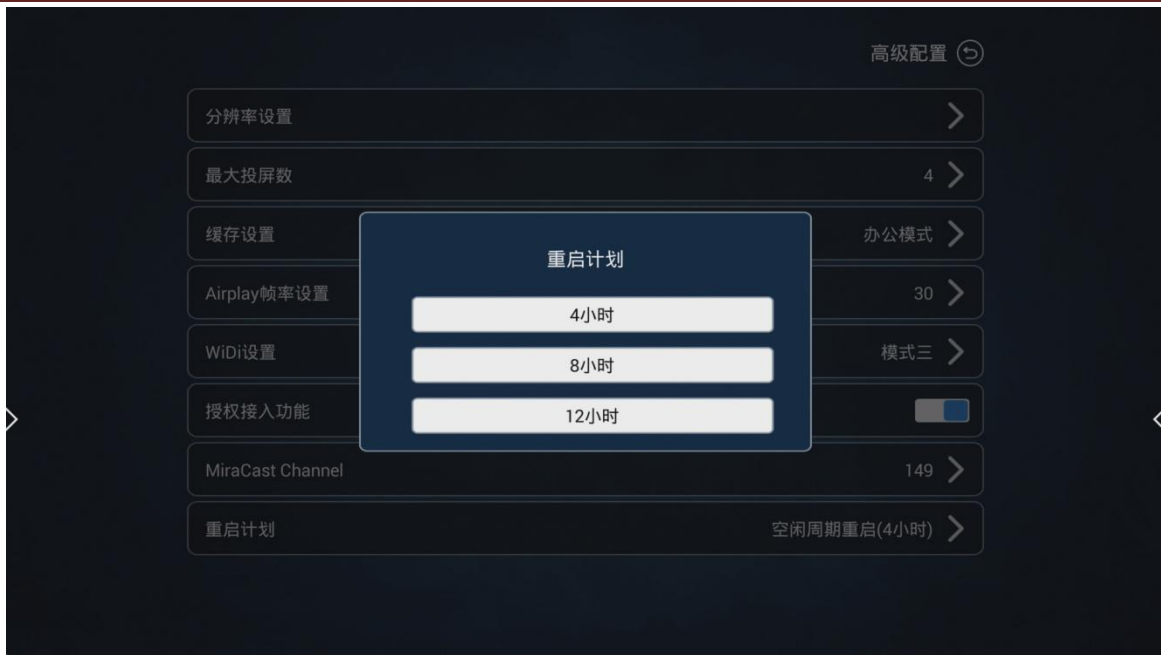 高级配置
分辨率设置
最大投屏数 4
缓存设置 办公模式
Airplay帧率设置 30
WiDi设置 模式三
授权接入功能
MiraCast Channel 149
重启计划 空闲周期重启(4小时)
重启计划
4小时
8小时
12小时